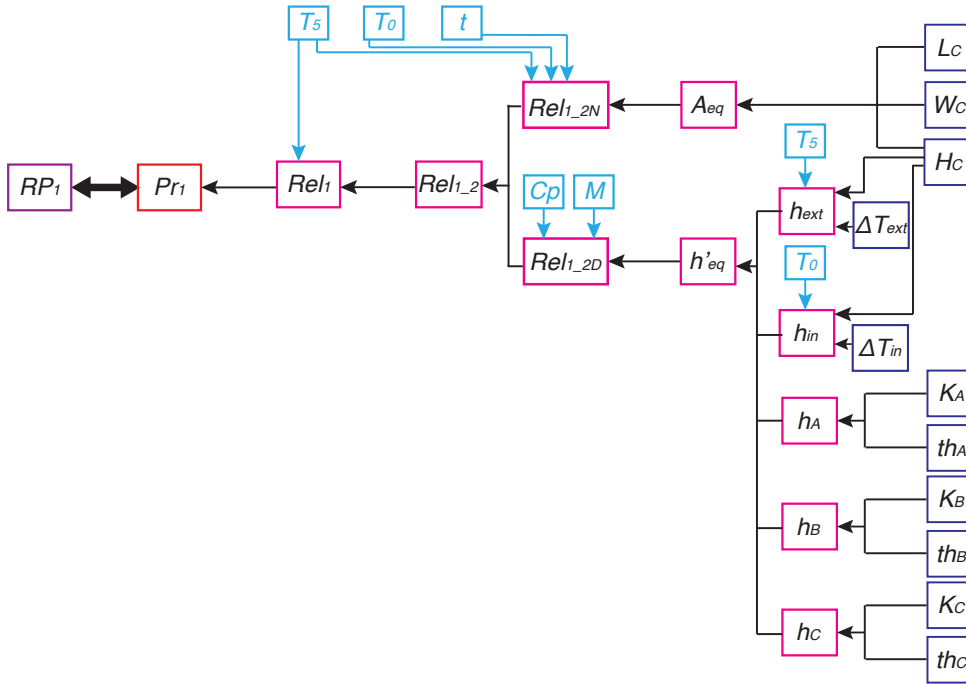 T5 T0 t
LC
Rel1_2N Aeq WC
T5 HC
RP1 Pr1 Rel1 Rel1_2
Cp M hext ΔText
Rel1_2D h'eq T0
hin
ΔTin
KA
hA
thA
KB
hB
thB
KC
hC
thC